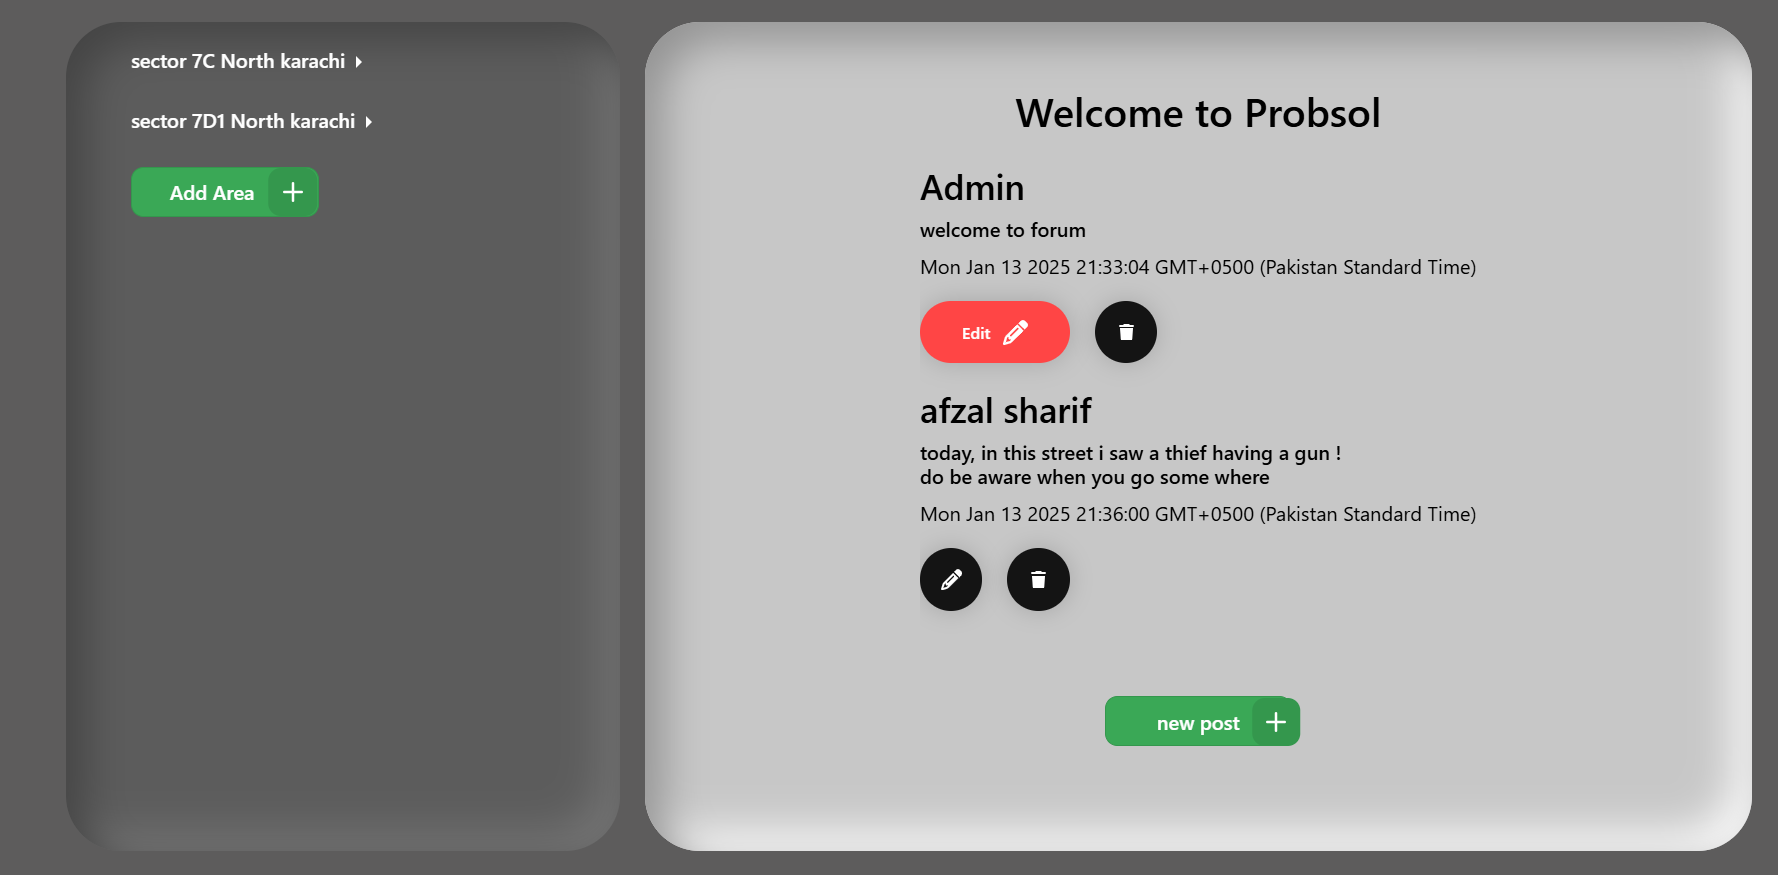 sector 7C North karachi
sector 7D1 North karachi
Add Area
Welcome to Probsol
Admin
welcome to forum
Mon Jan 13 2025 21:33:04 GMT+0500 (Pakistan Standard Time)
Edit
afzal sharif
today, in this street i saw a thief having a gun !
do be aware when you go some where
Mon Jan 13 2025 21:36:00 GMT+0500 (Pakistan Standard Time)
new post